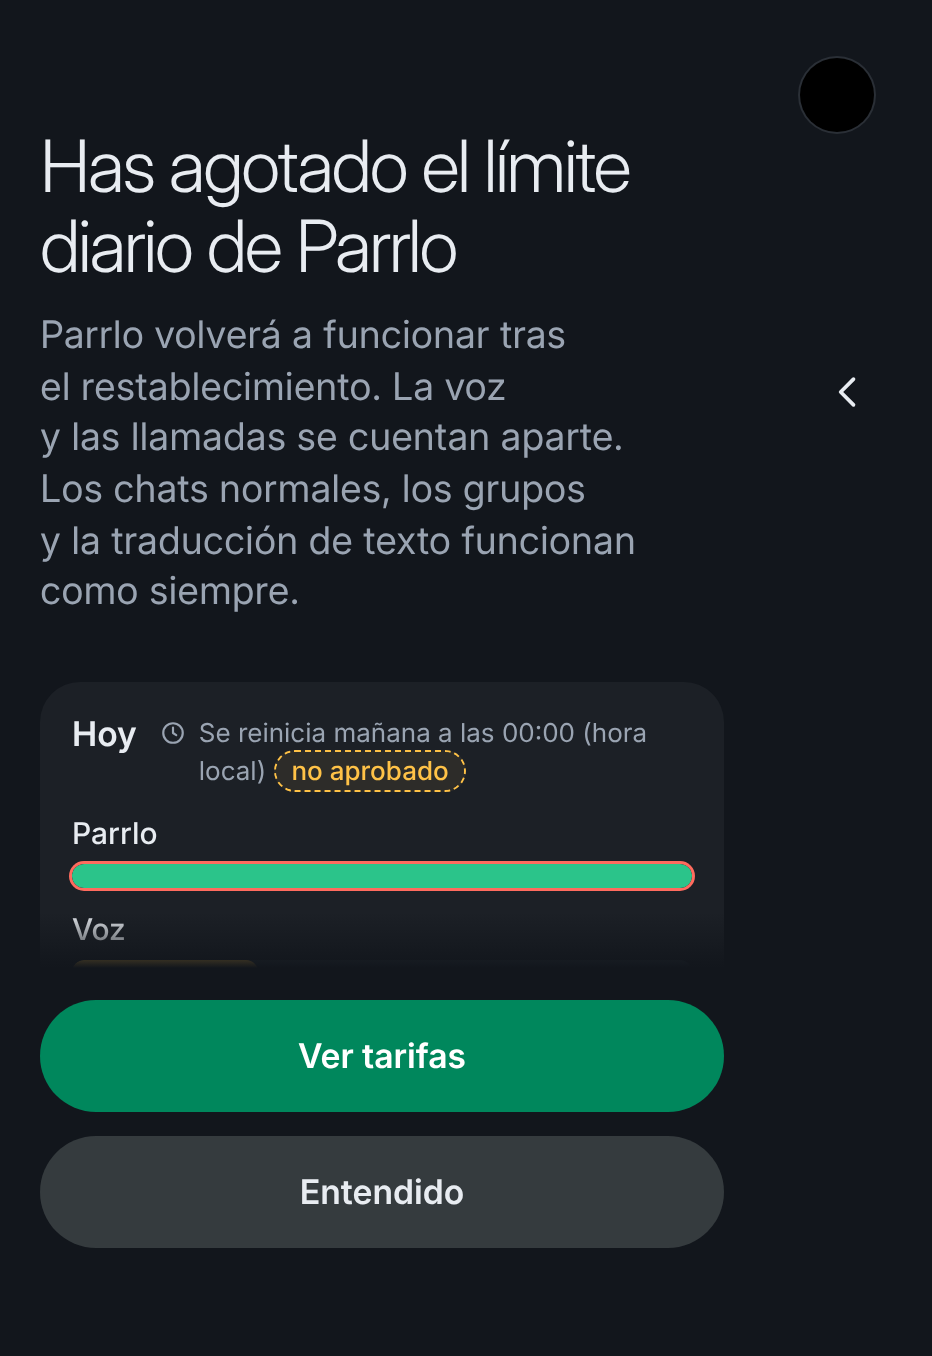 Has agotado el límite
diario de Parrlo
Parrlo volverá a funcionar tras
el restablecimiento. La voz
y las llamadas se cuentan aparte.
Los chats normales, los grupos
y la traducción de texto funcionan
como siempre.
Hoy Se reinicia mañana a las 00:00 (hora
local) no aprobado
Parrlo
Voz
Ver tarifas
Entendido